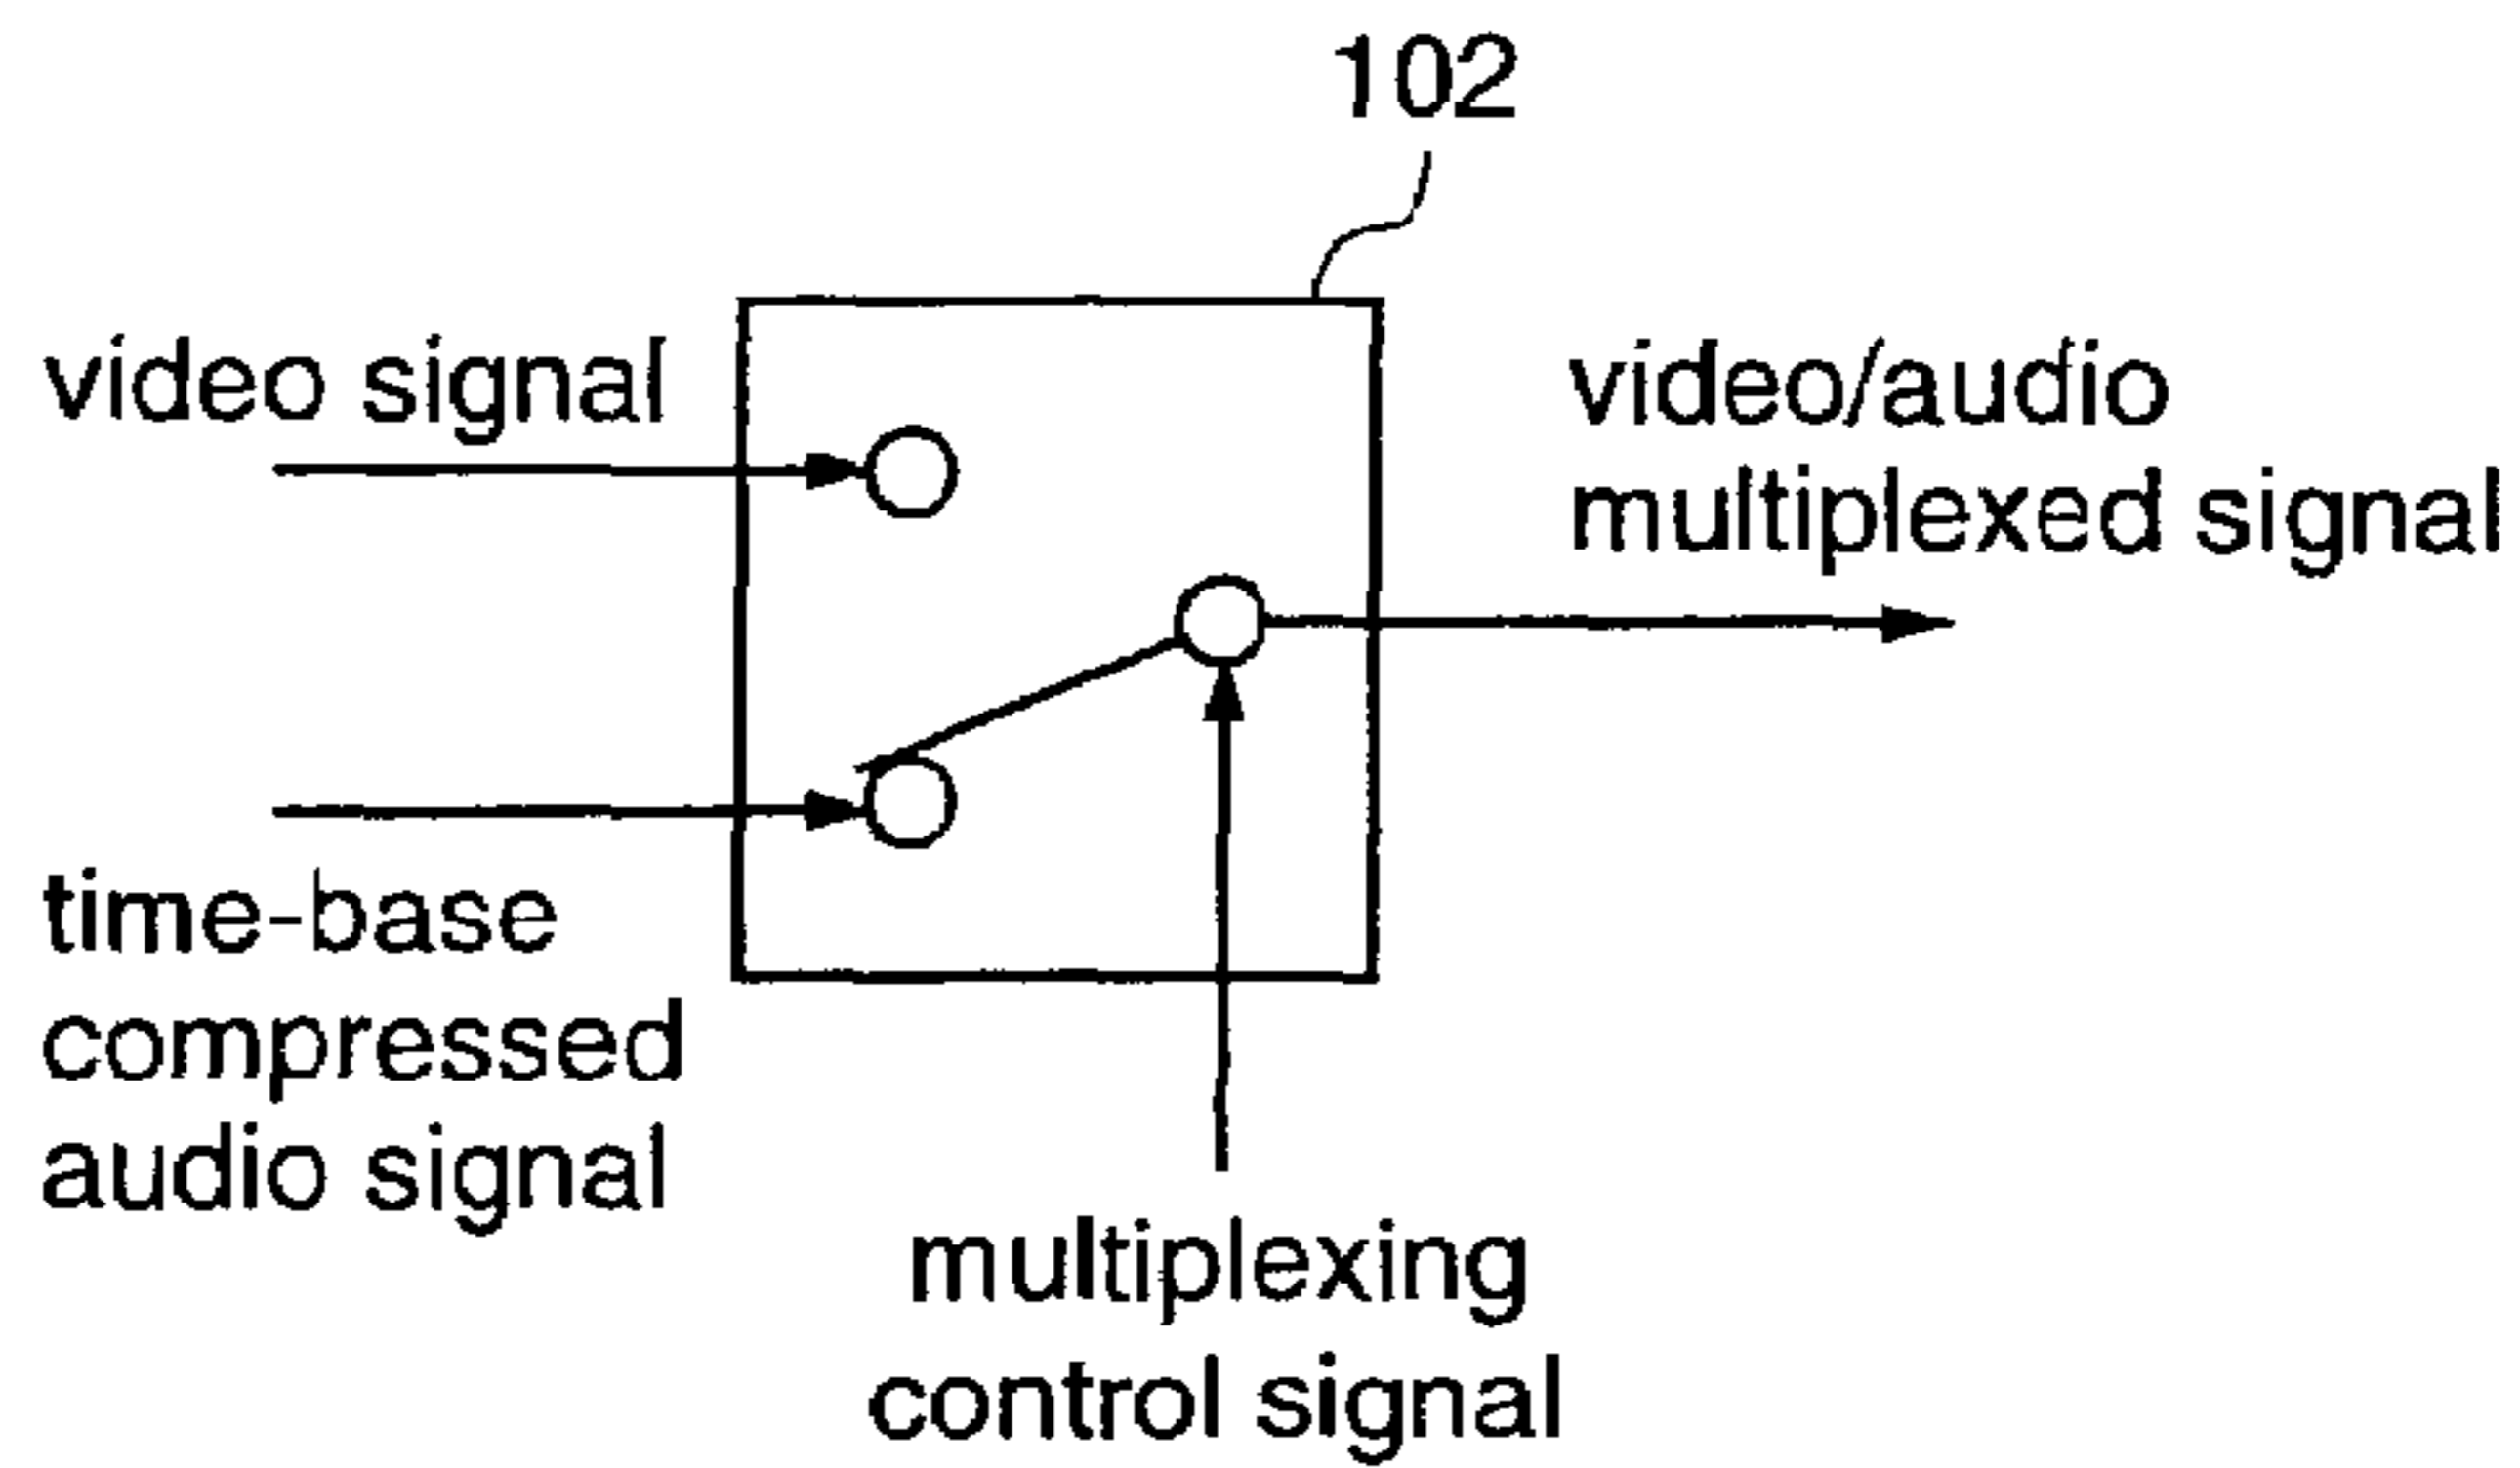 102
video signal
video/audio
multiplexed signal
time-base
compressed
audio signal
multiplexing
control signal